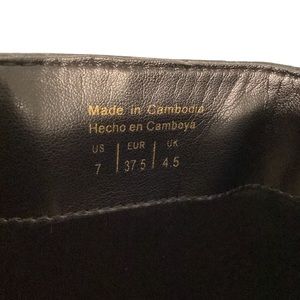 Made in Cambodia
Hecho en Camboya
US | EUR | UK
7 | 37.5 | 4.5